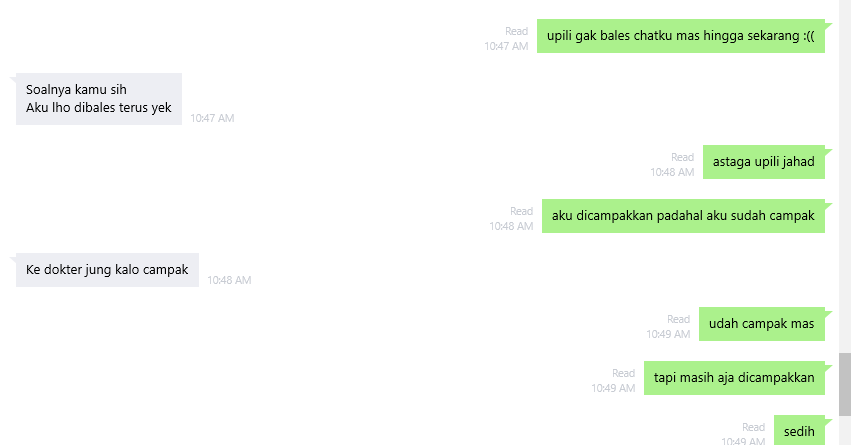 upili gak bales chatku mas hingga sekarang :((
Read
10:47 AM
Soalnya kamu sih
Aku lho dibales terus yek
10:47 AM
astaga upili jahad
Read
10:48 AM
aku dicampakkan padahal aku sudah campak
Read
10:48 AM
Ke dokter jung kalo campak
10:48 AM
udah campak mas
Read
10:49 AM
tapi masih aja dicampakkan
Read
10:49 AM
sedih
Read
10:49 AM